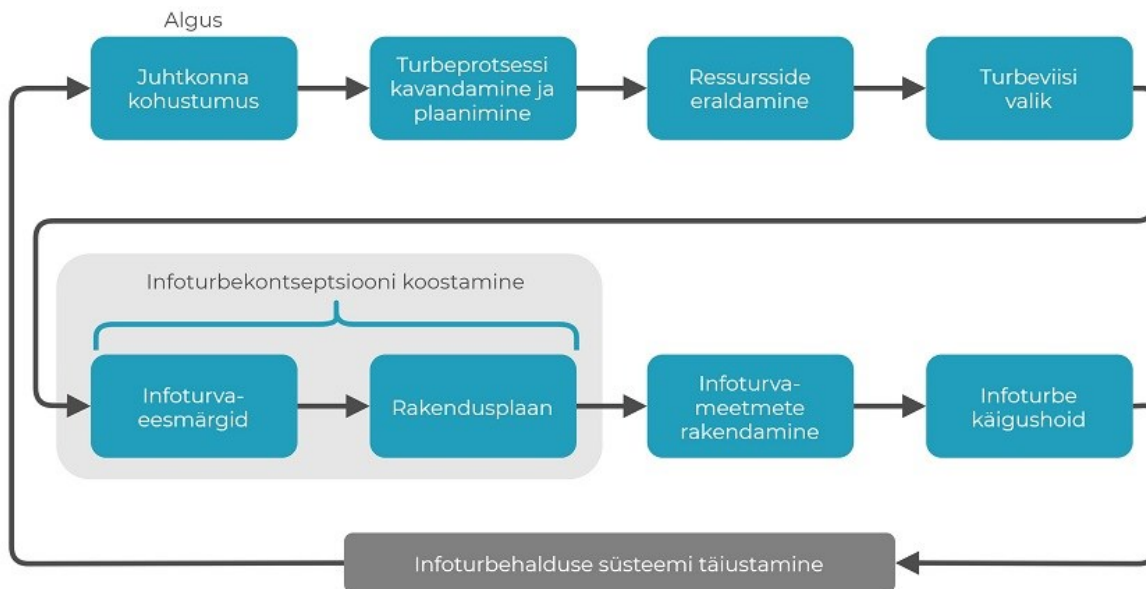 Algus
Juhtkonna
kohustumus
Turbeprotsessi
kavandamine ja
plaanimine
Ressursside
eraldamine
Turbeviisi
valik
Infoturbekontseptsiooni koostamine
Infoturva-
eesmärgid
Rakendusplaan
Infoturva-
meetmete
rakendamine
Infoturbe
käigushoid
Infoturbehalduse süsteemi täiustamine